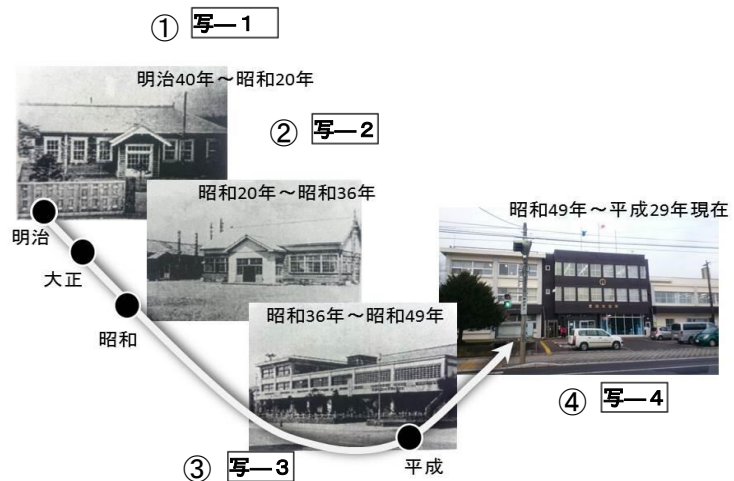 ① 写―1
明治40年～昭和20年
② 写―2
昭和20年～昭和36年
昭和49年～平成29年現在
明治
大正
昭和36年～昭和49年
昭和
④ 写―4
③ 写―3
平成